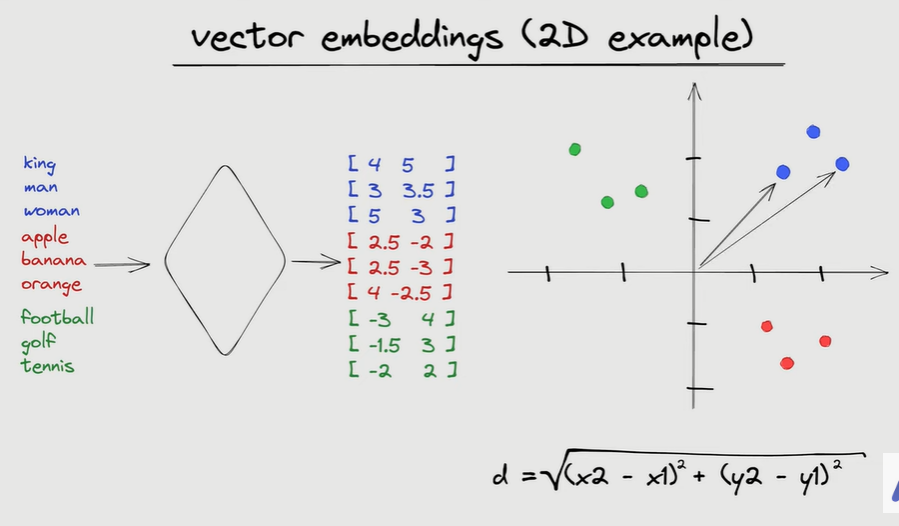 vector embeddings (2D example)
king
man
woman
apple
banana
orange
football
golf
tennis
[ 4 5 ]
[ 3 3.5 ]
[ 5 3 ]
[ 2.5 -2 ]
[ 2.5 -3 ]
[ 4 -2.5 ]
[ -3 4 ]
[ -1.5 3 ]
[ -2 2 ]
d = √(x2 - x1)² + (y2 - y1)²